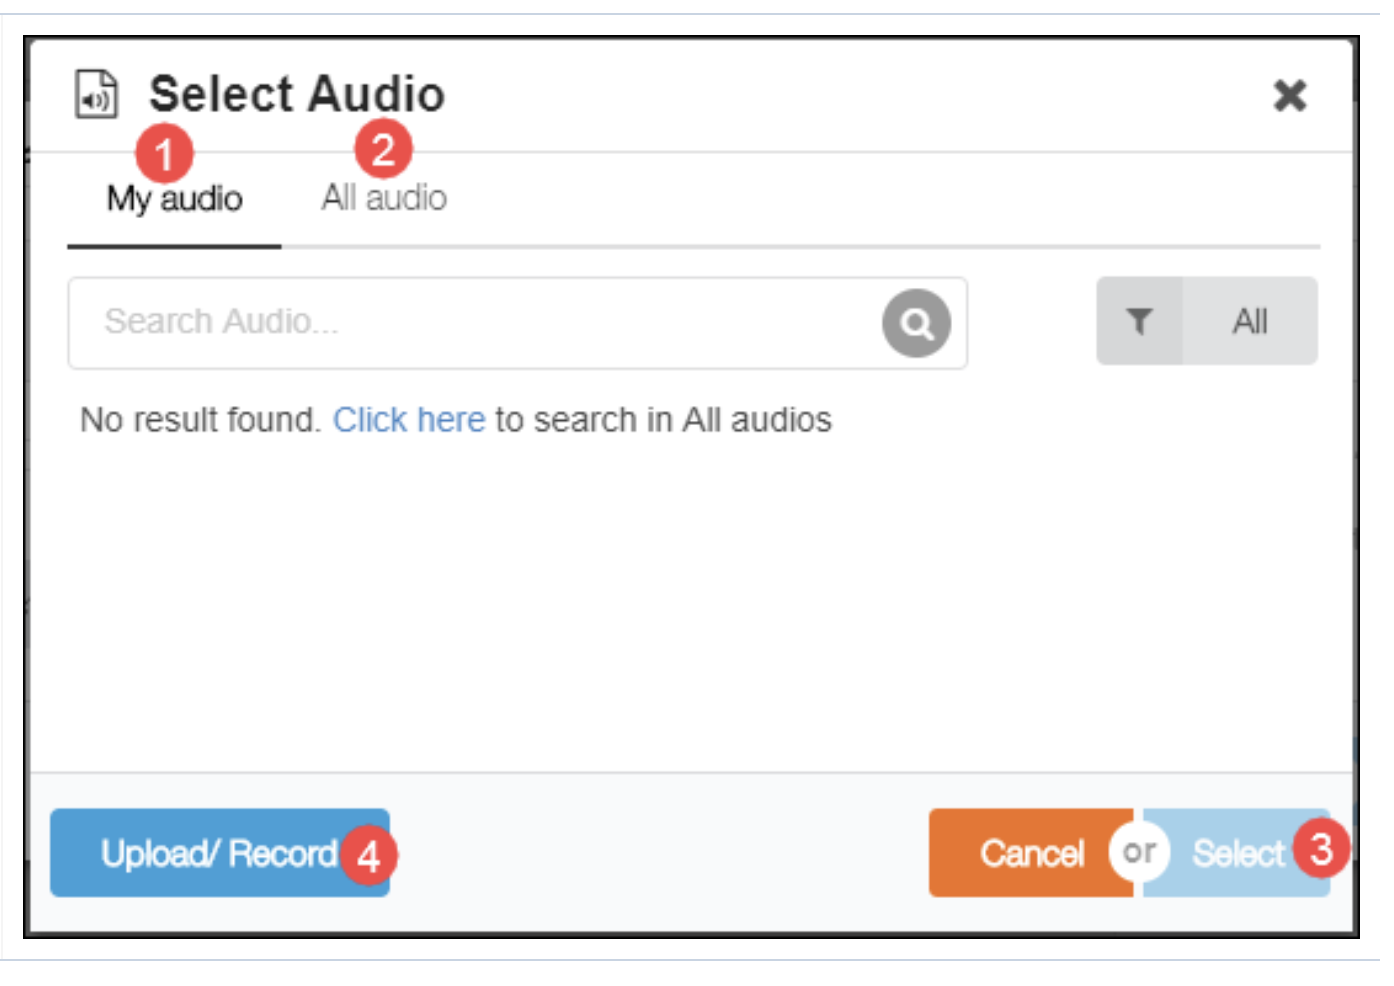 Select Audio
1 2
My audio All audio
Search Audio... All
No result found. Click here to search in All audios
Upload/ Record 4 Cancel or Select 3